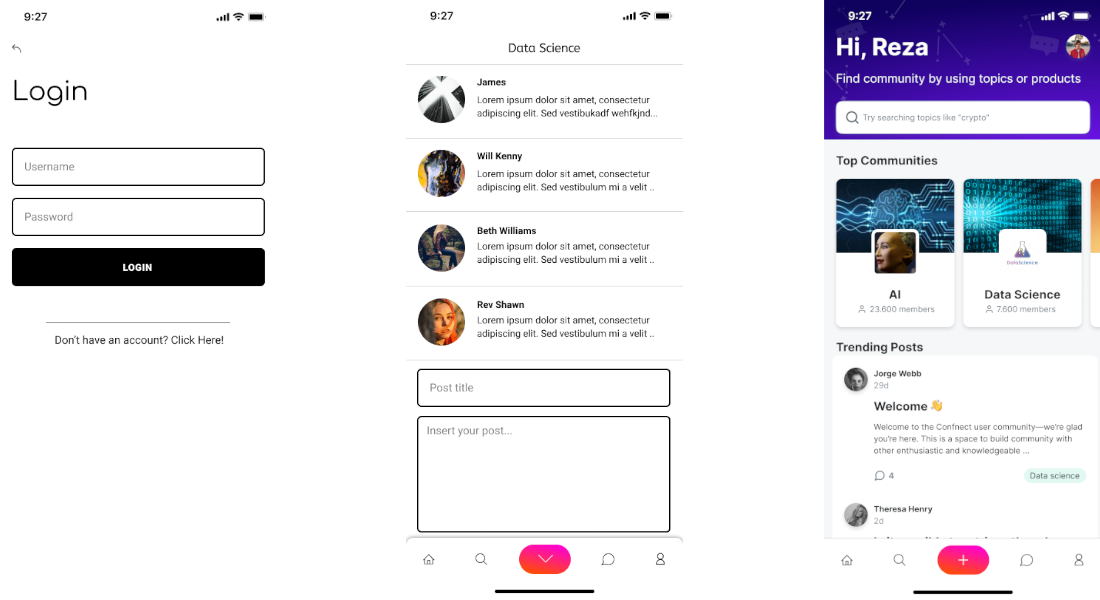 9:27
Login
Username
Password
LOGIN
Don't have an account? Click Here!
9:27
Data Science
James
Lorem ipsum dolor sit amet, consectetur
adipiscing elit. Sed vestibukadf wehfkjnd...
Will Kenny
Lorem ipsum dolor sit amet, consectetur
adipiscing elit. Sed vestibulum mi a velit ..
Beth Williams
Lorem ipsum dolor sit amet, consectetur
adipiscing elit. Sed vestibulum mi a velit ..
Rev Shawn
Lorem ipsum dolor sit amet, consectetur
adipiscing elit. Sed vestibulum mi a velit ..
Post title
Insert your post...
9:27
Hi, Reza
Find community by using topics or products
Try searching topics like "crypto"
Top Communities
AI
23.600 members
DataScience
Data Science
7.600 members
Trending Posts
Jorge Webb
29d
Welcome 👋
Welcome to the Confnect user community—we're glad
you're here. This is a space to build community with
other enthusiastic and knowledgeable ...
4
Data science
Theresa Henry
2d